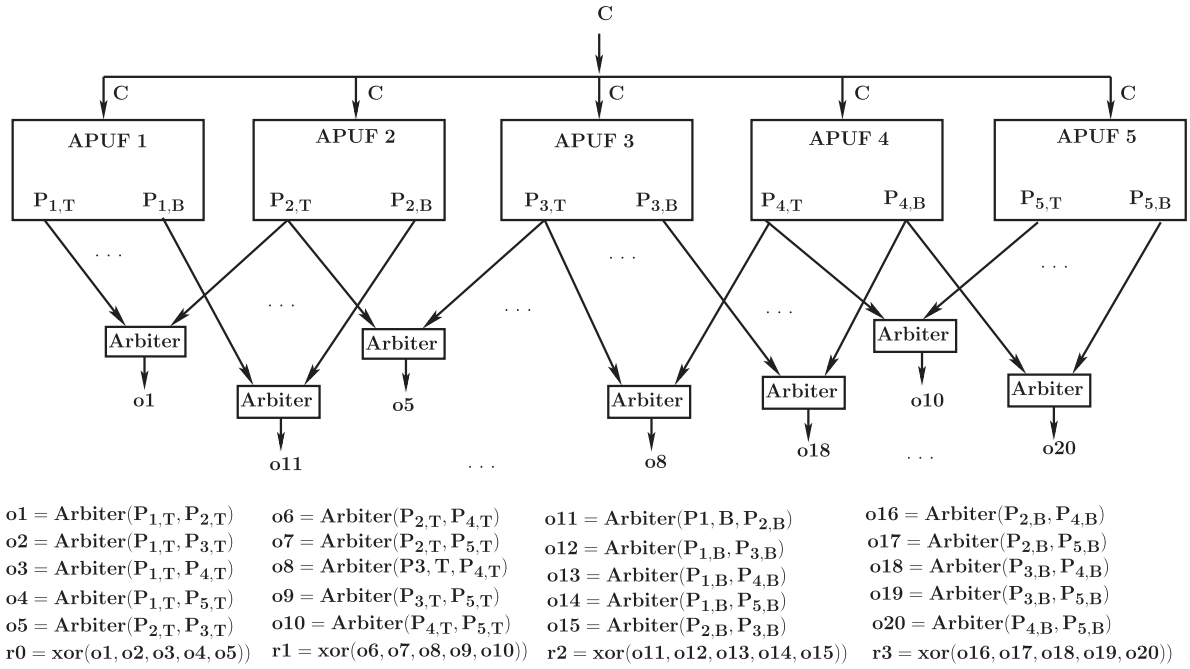 C
C C C C C
APUF 1 APUF 2 APUF 3 APUF 4 APUF 5
P1,T P1,B P2,T P2,B P3,T P3,B P4,T P4,B P5,T P5,B
. . . . . . . . .
. . . . . . . . .
Arbiter Arbiter Arbiter
Arbiter Arbiter Arbiter Arbiter
o1 o5 o10
o11 o8 o18 o20
. . . . . .
o1 = Arbiter(P1,T, P2,T)
o2 = Arbiter(P1,T, P3,T)
o3 = Arbiter(P1,T, P4,T)
o4 = Arbiter(P1,T, P5,T)
o5 = Arbiter(P2,T, P3,T)
r0 = xor(o1, o2, o3, o4, o5))
o6 = Arbiter(P2,T, P4,T)
o7 = Arbiter(P2,T, P5,T)
o8 = Arbiter(P3, T, P4,T)
o9 = Arbiter(P3,T, P5,T)
o10 = Arbiter(P4,T, P5,T)
r1 = xor(o6, o7, o8, o9, o10))
o11 = Arbiter(P1, B, P2,B)
o12 = Arbiter(P1,B, P3,B)
o13 = Arbiter(P1,B, P4,B)
o14 = Arbiter(P1,B, P5,B)
o15 = Arbiter(P2,B, P3,B)
r2 = xor(o11, o12, o13, o14, o15))
o16 = Arbiter(P2,B, P4,B)
o17 = Arbiter(P2,B, P5,B)
o18 = Arbiter(P3,B, P4,B)
o19 = Arbiter(P3,B, P5,B)
o20 = Arbiter(P4,B, P5,B)
r3 = xor(o16, o17, o18, o19, o20))